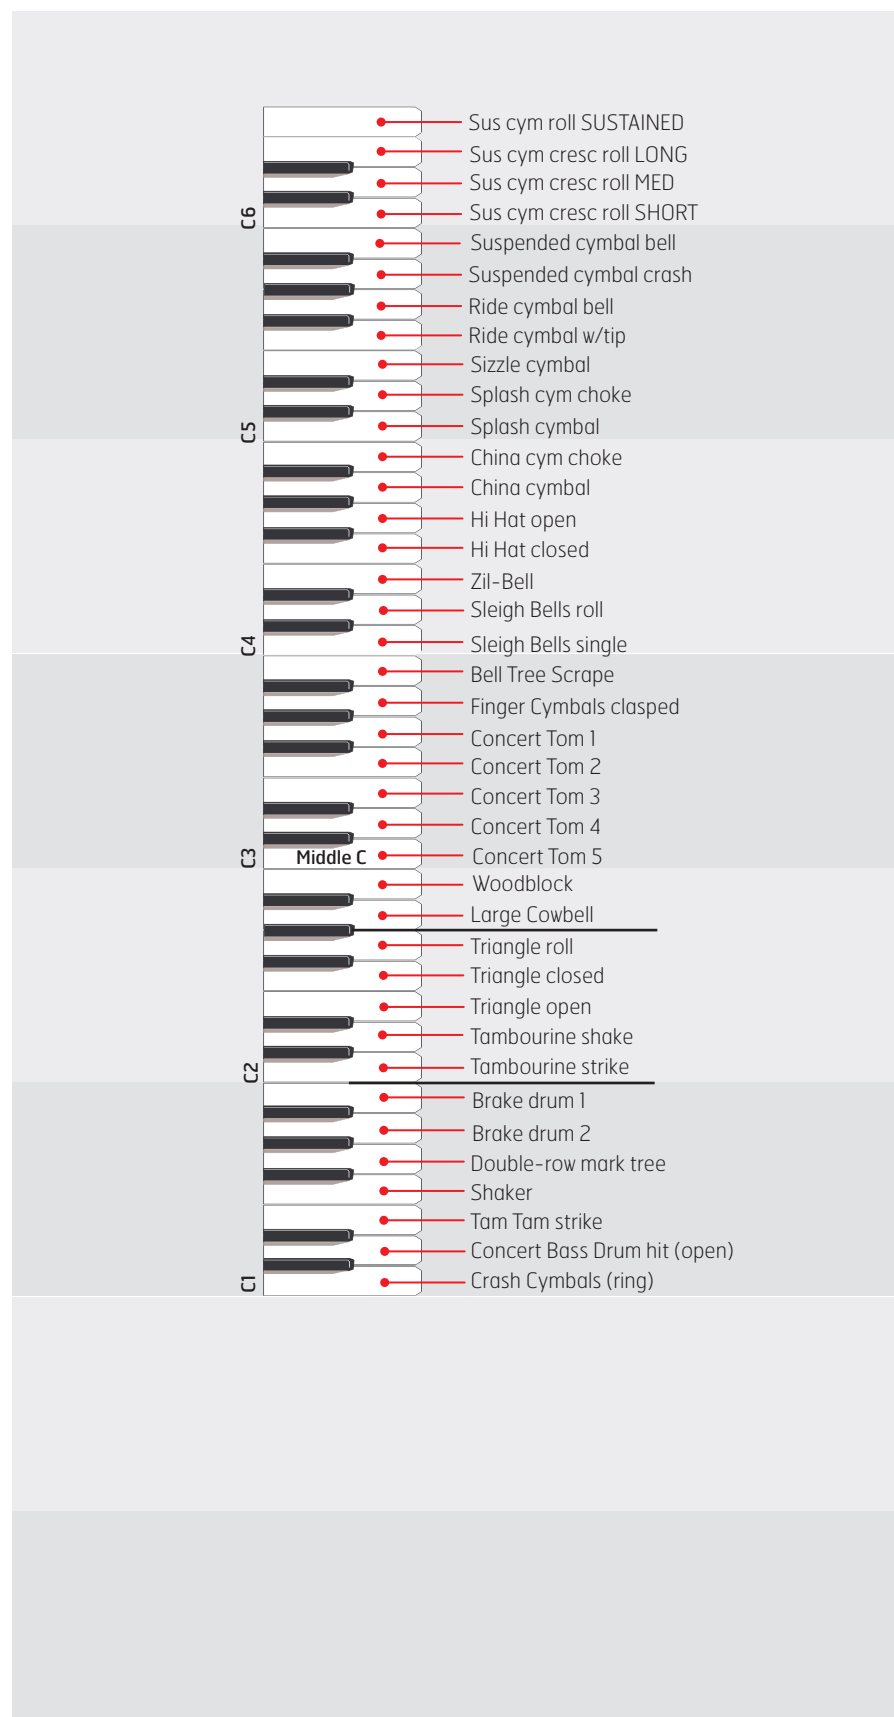 Sus cym roll SUSTAINED
Sus cym cresc roll LONG
Sus cym cresc roll MED
Sus cym cresc roll SHORT
C6
Suspended cymbal bell
Suspended cymbal crash
Ride cymbal bell
Ride cymbal w/tip
Sizzle cymbal
Splash cym choke
Splash cymbal
C5
China cym choke
China cymbal
Hi Hat open
Hi Hat closed
Zil-Bell
Sleigh Bells roll
Sleigh Bells single
C4
Bell Tree Scrape
Finger Cymbals clasped
Concert Tom 1
Concert Tom 2
Concert Tom 3
Concert Tom 4
C3 Middle C Concert Tom 5
Woodblock
Large Cowbell
Triangle roll
Triangle closed
Triangle open
Tambourine shake
Tambourine strike
C2
Brake drum 1
Brake drum 2
Double-row mark tree
Shaker
Tam Tam strike
Concert Bass Drum hit (open)
C1 Crash Cymbals (ring)